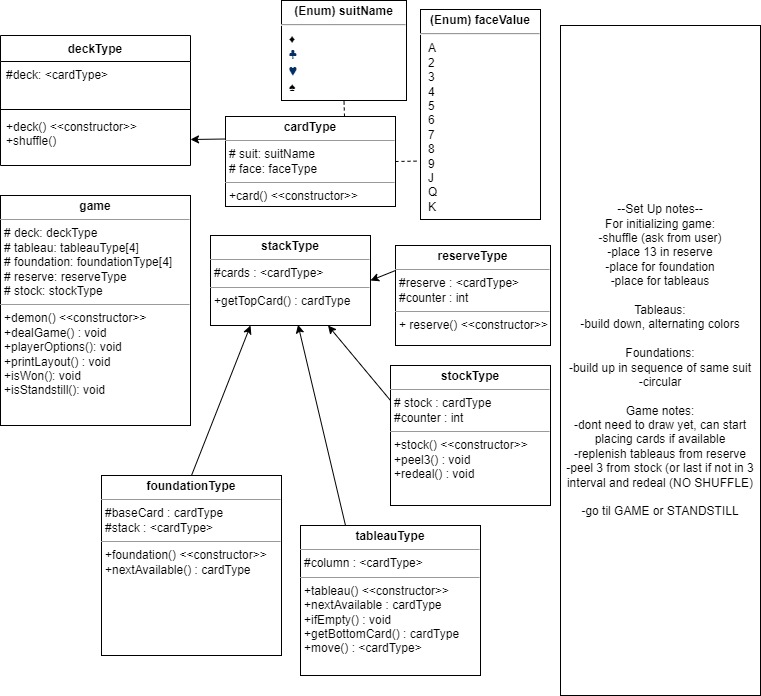 (Enum) suitName
♦
♣
♥
♠
(Enum) faceValue
A
2
3
4
5
6
7
8
9
J
Q
K
deckType
#deck: <cardType>
+deck() <<constructor>>
+shuffle()
cardType
# suit: suitName
# face: faceType
+card() <<constructor>>
game
# deck: deckType
# tableau: tableauType[4]
# foundation: foundationType[4]
# reserve: reserveType
# stock: stockType
+demon() <<constructor>>
+dealGame() : void
+playerOptions(): void
+printLayout() : void
+isWon(): void
+isStandstill(): void
stackType
#cards : <cardType>
+getTopCard() : cardType
reserveType
#reserve : <cardType>
#counter : int
+ reserve() <<constructor>>
stockType
# stock : cardType
#counter : int
+stock() <<constructor>>
+peel3() : void
+redeal() : void
foundationType
#baseCard : cardType
#stack : <cardType>
+foundation() <<constructor>>
+nextAvailable() : cardType
tableauType
#column : <cardType>
+tableau() <<constructor>>
+nextAvailable : cardType
+ifEmpty() : void
+getBottomCard() : cardType
+move() : <cardType>
--Set Up notes--
For initializing game:
-shuffle (ask from user)
-place 13 in reserve
-place for foundation
-place for tableaus
Tableaus:
-build down, alternating colors
Foundations:
-build up in sequence of same suit
-circular
Game notes:
-dont need to draw yet, can start
placing cards if available
-replenish tableaus from reserve
-peel 3 from stock (or last if not in 3
interval and redeal (NO SHUFFLE)
-go til GAME or STANDSTILL